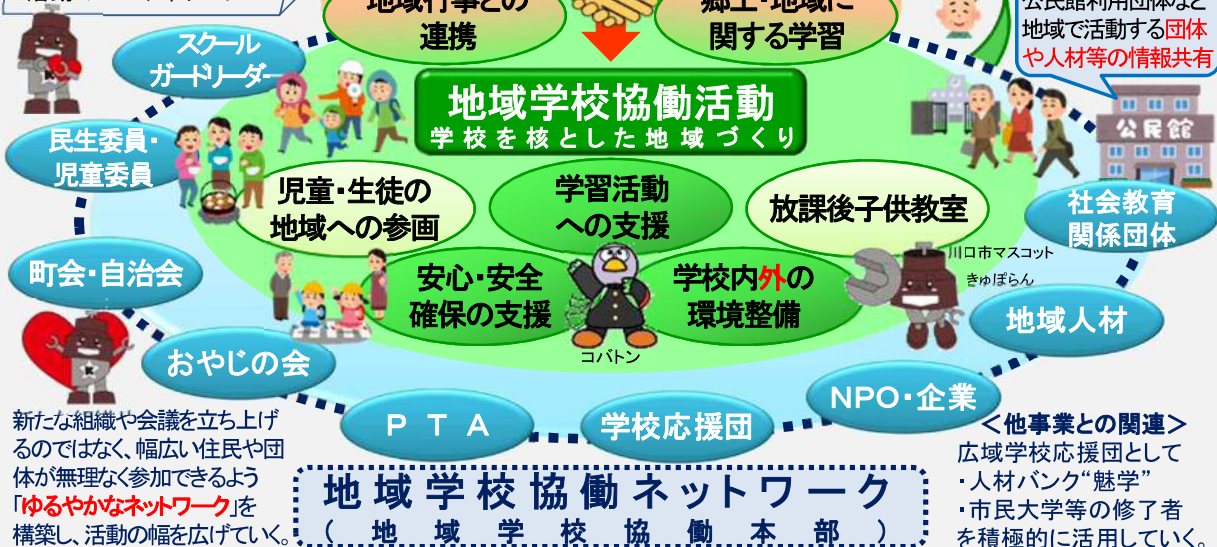 地域行事との
連携
郷土・地域に
関する学習
公民館利用団体など
地域で活動する団体
や人材等の情報共有
スクール
ガードリーダー
地域学校協働活動
学校を核とした地域づくり
公民館
民生委員・
児童委員
児童・生徒の
地域への参画
学習活動
への支援
放課後子供教室
社会教育
関係団体
町会・自治会
安心・安全
確保の支援
学校内外の
環境整備
川口市マスコット
きゅぽらん
地域人材
コバトン
おやじの会
NPO・企業
PTA
学校応援団
新たな組織や会議を立ち上げ
るのではなく、幅広い住民や団
体が無理なく参加できるよう
「ゆるやかなネットワーク」を
構築し、活動の幅を広げていく。
地域学校協働ネットワーク
(地域学校協働本部)
<他事業との関連>
広域学校応援団として
・人材バンク“魅学”
・市民大学等の修了者
を積極的に活用していく。